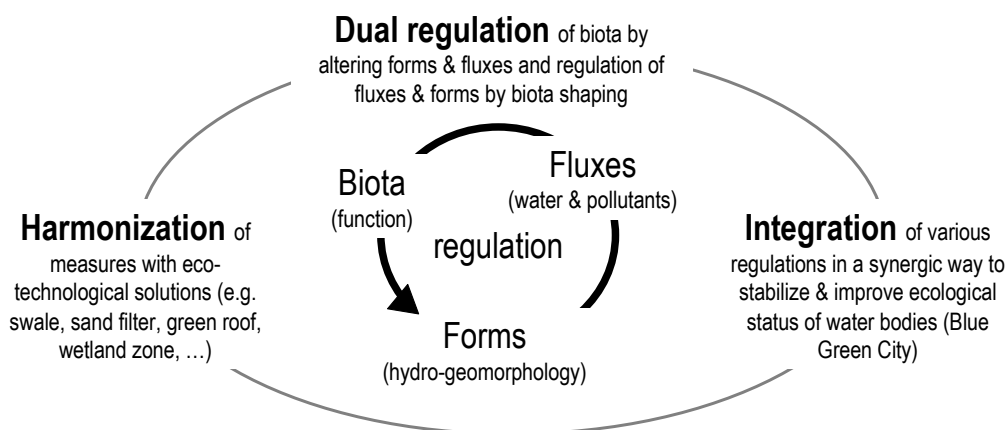 Dual regulation of biota by
altering forms & fluxes and regulation of
fluxes & forms by biota shaping
Biota
(function)
Fluxes
(water & pollutants)
regulation
Forms
(hydro-geomorphology)
Harmonization of
measures with eco-
technological solutions (e.g.
swale, sand filter, green roof,
wetland zone, …)
Integration of various
regulations in a synergic way to
stabilize & improve ecological
status of water bodies (Blue
Green City)